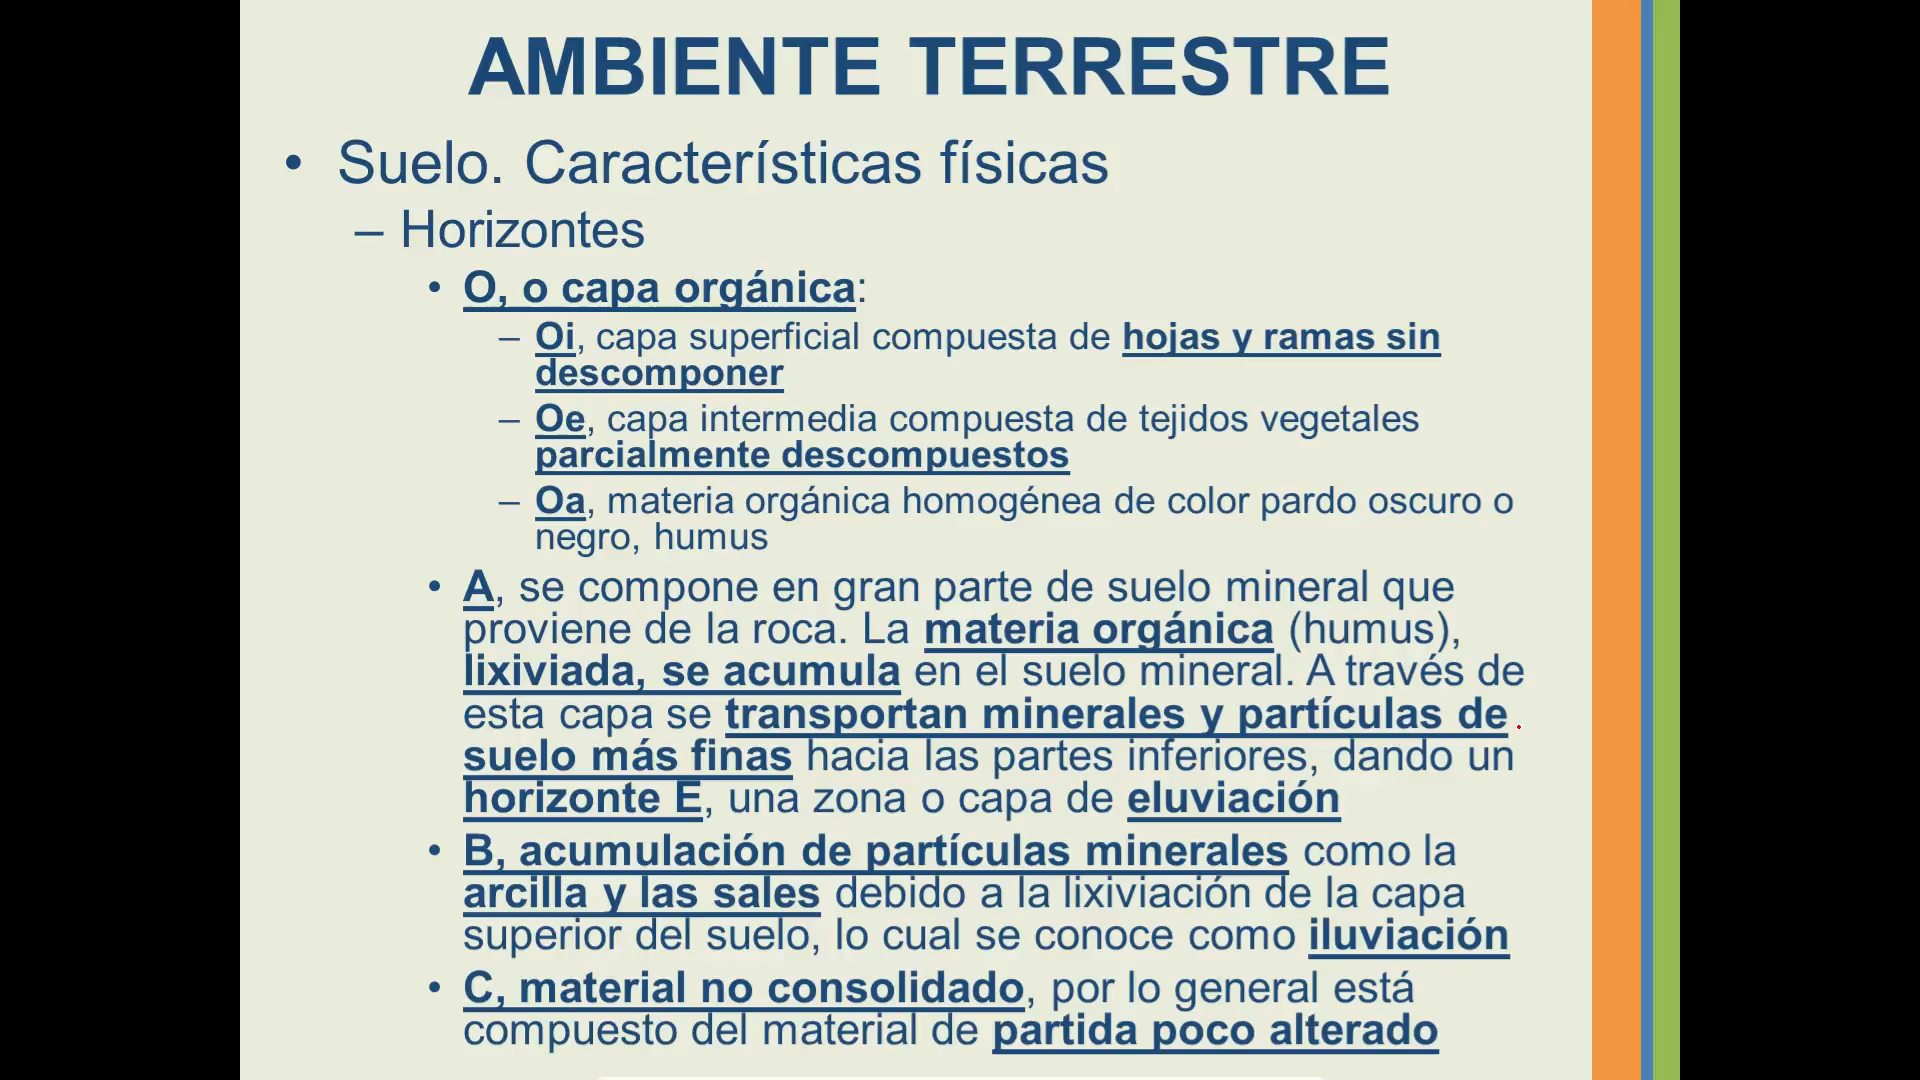 AMBIENTE TERRESTRE
• Suelo. Características físicas
– Horizontes
• O, o capa orgánica:
– Oi, capa superficial compuesta de hojas y ramas sin
descomponer
– Oe, capa intermedia compuesta de tejidos vegetales
parcialmente descompuestos
– Oa, materia orgánica homogénea de color pardo oscuro o
negro, humus
• A, se compone en gran parte de suelo mineral que
proviene de la roca. La materia orgánica (humus),
lixiviada, se acumula en el suelo mineral. A través de
esta capa se transportan minerales y partículas de
suelo más finas hacia las partes inferiores, dando un
horizonte E, una zona o capa de eluviación
• B, acumulación de partículas minerales como la
arcilla y las sales debido a la lixiviación de la capa
superior del suelo, lo cual se conoce como iluviación
• C, material no consolidado, por lo general está
compuesto del material de partida poco alterado